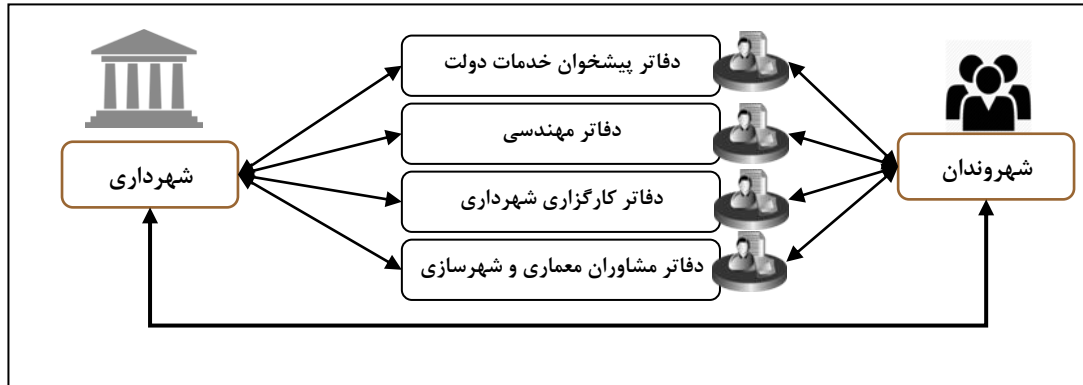 دفاتر پیشخوان خدمات دولت
دفاتر مهندسی
شهروندان
شهرداری
دفاتر کارگزاری شهرداری
دفاتر مشاوران معماری و شهرسازی